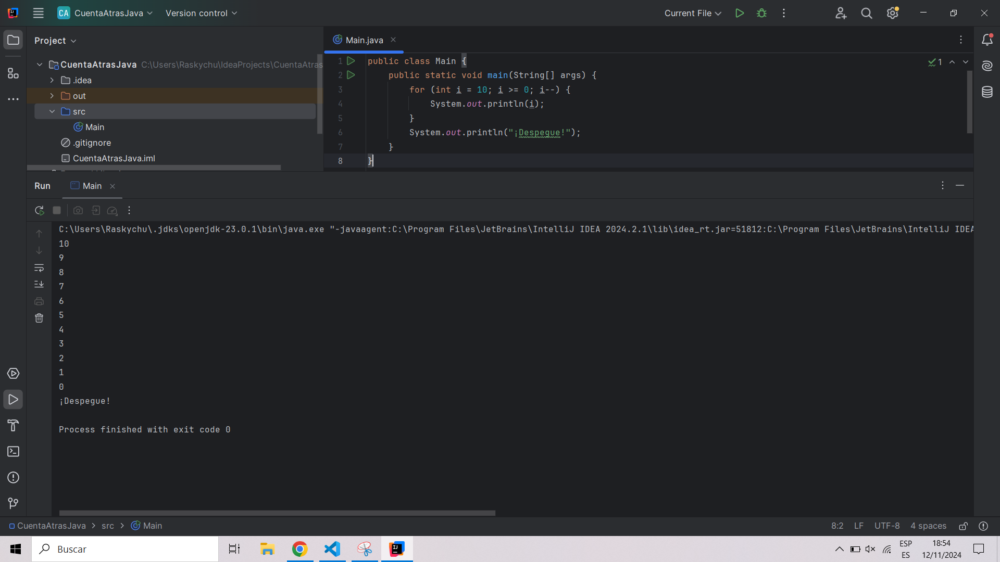 CA CuentaAtrasJava Version control Current File
Project
Main.java
CuentaAtrasJava C:\Users\Raskychu\IdeaProjects\CuentaAtras
.idea
out
src
Main
.gitignore
CuentaAtrasJava.iml
1 public class Main {
2 public static void main(String[] args) {
3 for (int i = 10; i >= 0; i--) {
4 System.out.println(i);
5 }
6 System.out.println("¡Despegue!");
7 }
8 }
1
Run Main
C:\Users\Raskychu\.jdks\openjdk-23.0.1\bin\java.exe "-javaagent:C:\Program Files\JetBrains\IntelliJ IDEA 2024.2.1\lib\idea_rt.jar=51812:C:\Program Files\JetBrains\IntelliJ IDEA
10
9
8
7
6
5
4
3
2
1
0
¡Despegue!
Process finished with exit code 0
CuentaAtrasJava > src > Main 8:2 LF UTF-8 4 spaces
Buscar
ESP
ES
18:54
12/11/2024